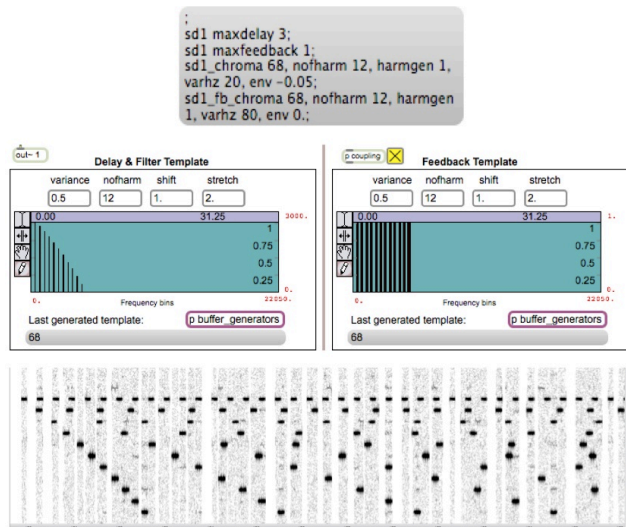 ;
sd1 maxdelay 3;
sd1 maxfeedback 1;
sd1_chroma 68, nofharm 12, harmgen 1,
varhz 20, env -0.05;
sd1_fb_chroma 68, nofharm 12, harmgen
1, varhz 80, env 0.;
out~ 1
Delay & Filter Template
variance nofharm shift stretch
0.5 12 1. 2.
0.00 31.25 3000.
1
0.75
0.5
0.25
0.
0. Frequency bins 22050.
Last generated template: p buffer_generators
68
p coupling Feedback Template
variance nofharm shift stretch
0.5 12 1. 2.
0.00 31.25 1.
1
0.75
0.5
0.25
0.
0. Frequency bins 22050.
Last generated template: p buffer_generators
68